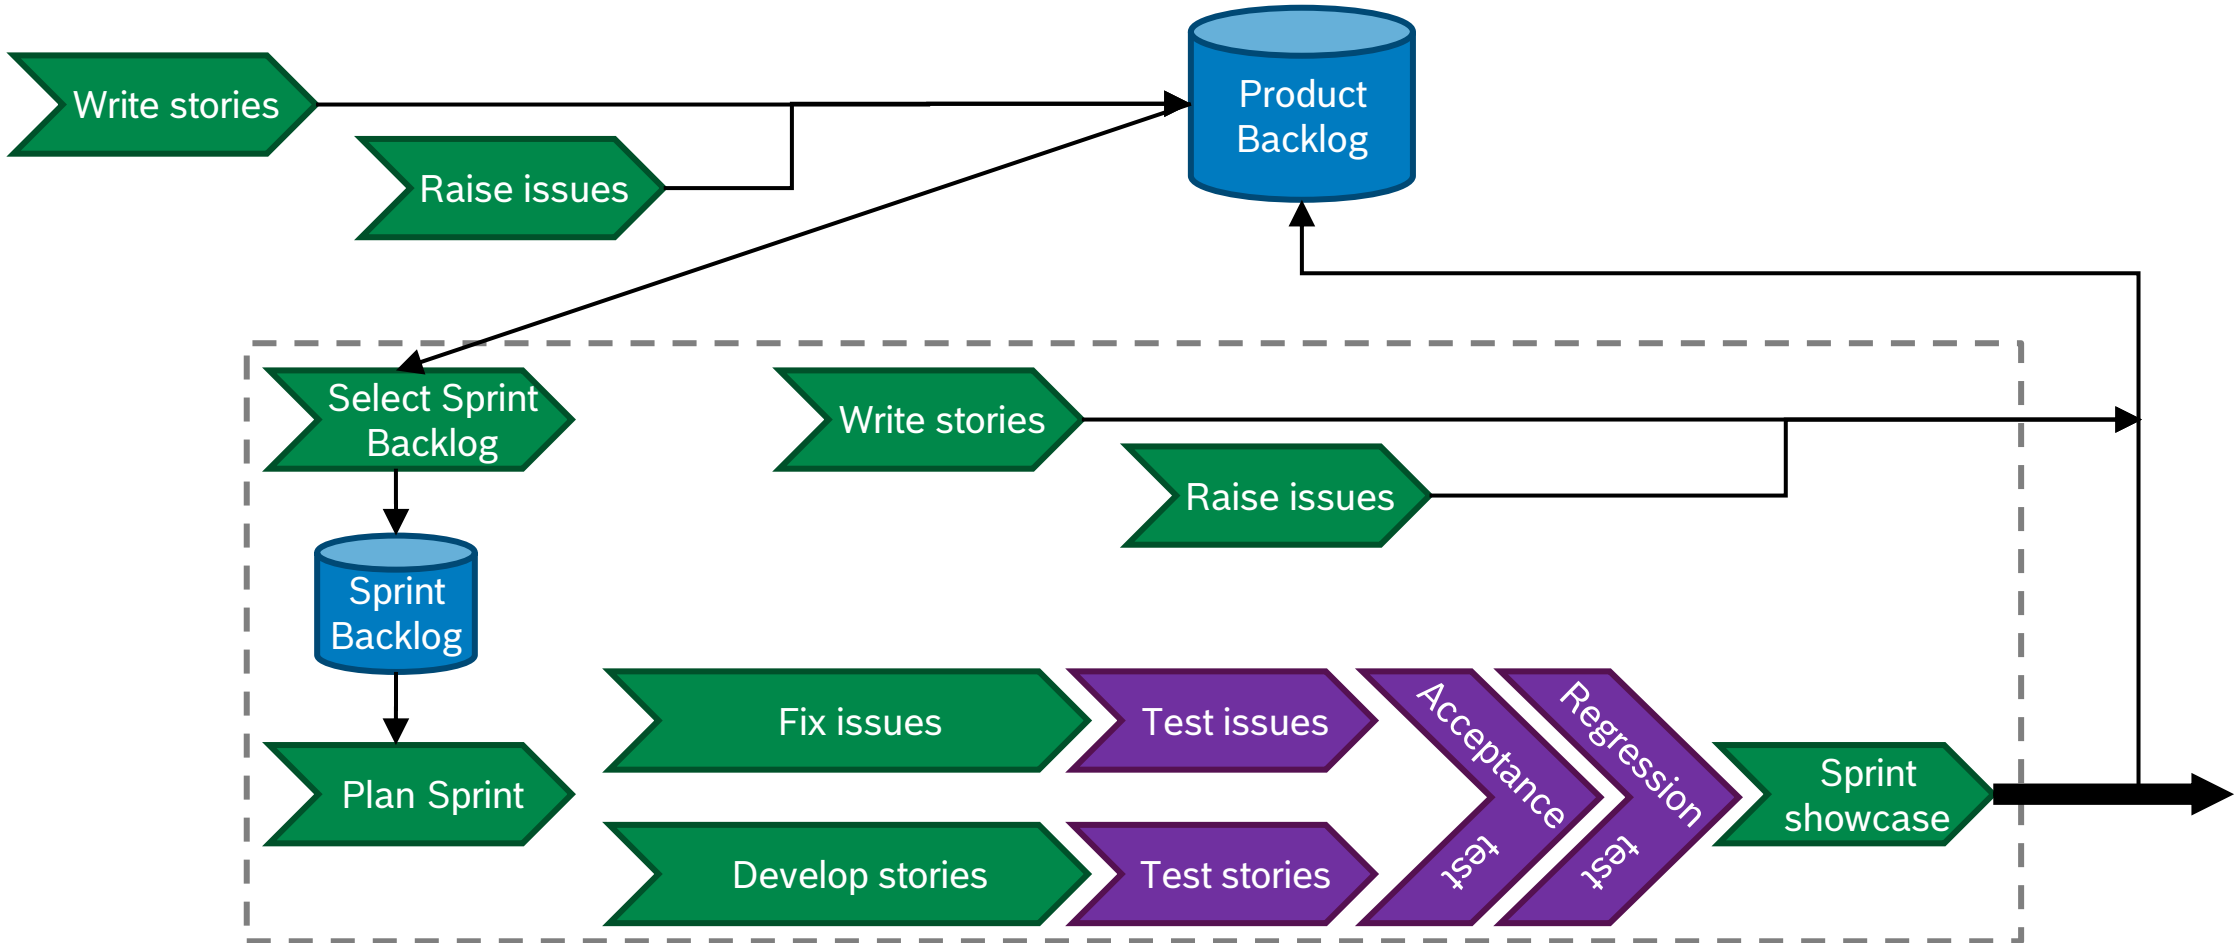 Write stories
Raise issues
Product
Backlog
Select Sprint
Backlog
Write stories
Raise issues
Sprint
Backlog
Plan Sprint
Fix issues
Test issues
Develop stories
Test stories
Acceptance
test
Regression
test
Sprint
showcase